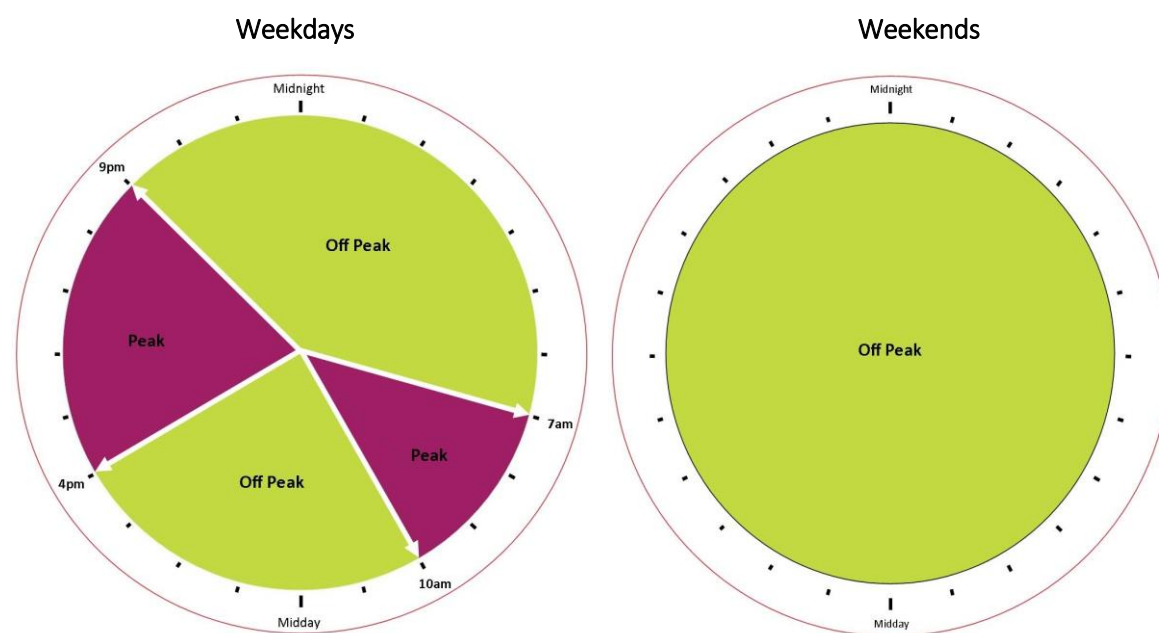 Weekdays
Midnight
9pm
Off Peak
Peak
7am
Peak
Off Peak
4pm
10am
Midday
Weekends
Midnight
Off Peak
Midday